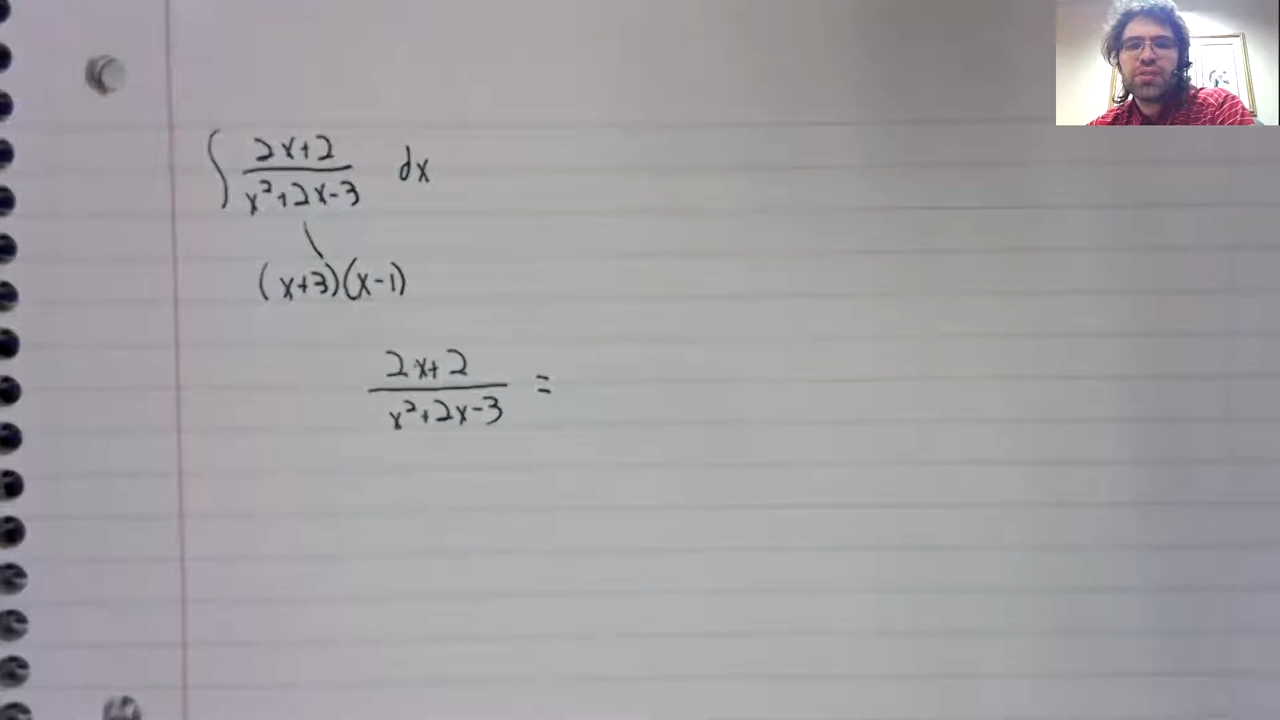 ∫ 2x+2 / x²+2x-3 dx
(x+3)(x-1)
2x+2 / x²+2x-3 =